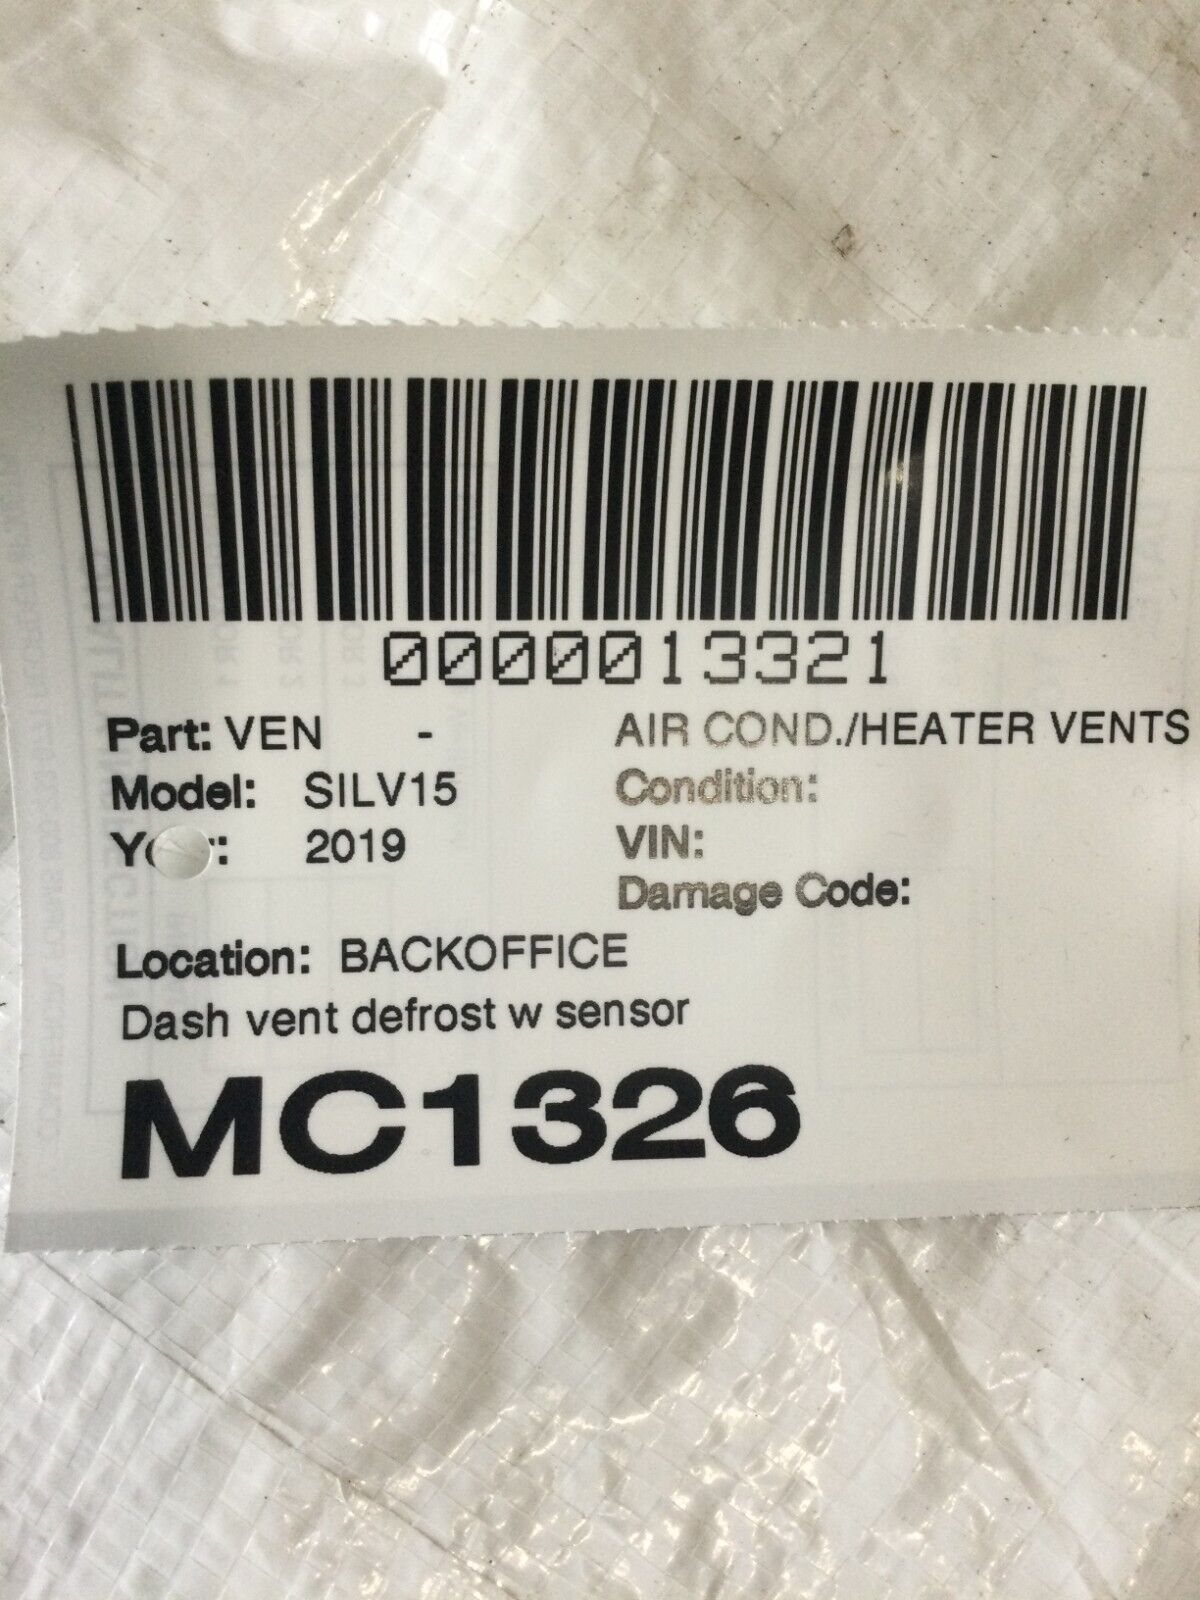 0000013321
Part: VEN - AIR COND./HEATER VENTS
Model: SILV15 Condition:
2019 VIN:
Damage Code:
Location: BACKOFFICE
Dash vent defrost w sensor
MC1326